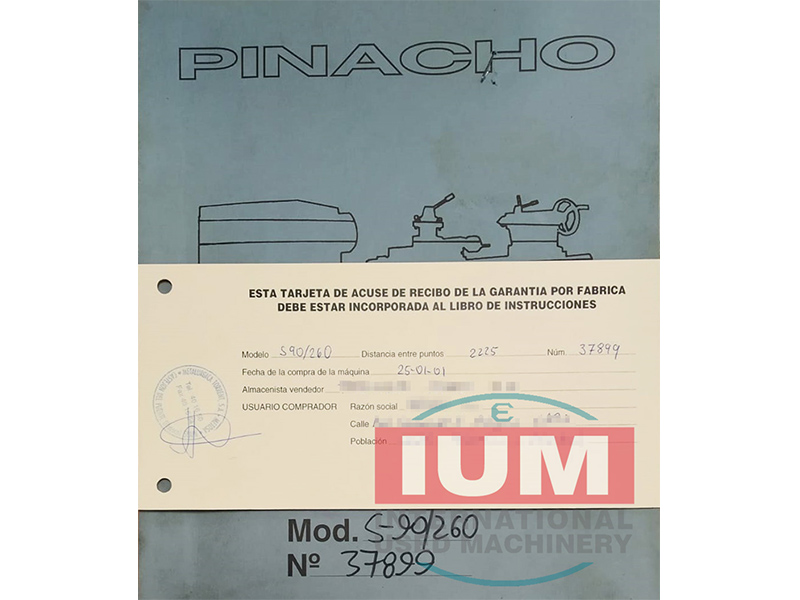 PINACHO
ESTA TARJETA DE ACUSE DE RECIBO DE LA GARANTIA POR FABRICA
DEBE ESTAR INCORPORADA AL LIBRO DE INSTRUCCIONES
Modelo S90/260 Distancia entre puntos 2225 Núm 37899
Fecha de la compra de la máquina 25-01-01
Almacenista vendedor
USUARIO COMPRADOR Razón social
Calle
Población
IUM
INTERNATIONAL
USED MACHINERY
Mod. S-90/260
Nº 37899